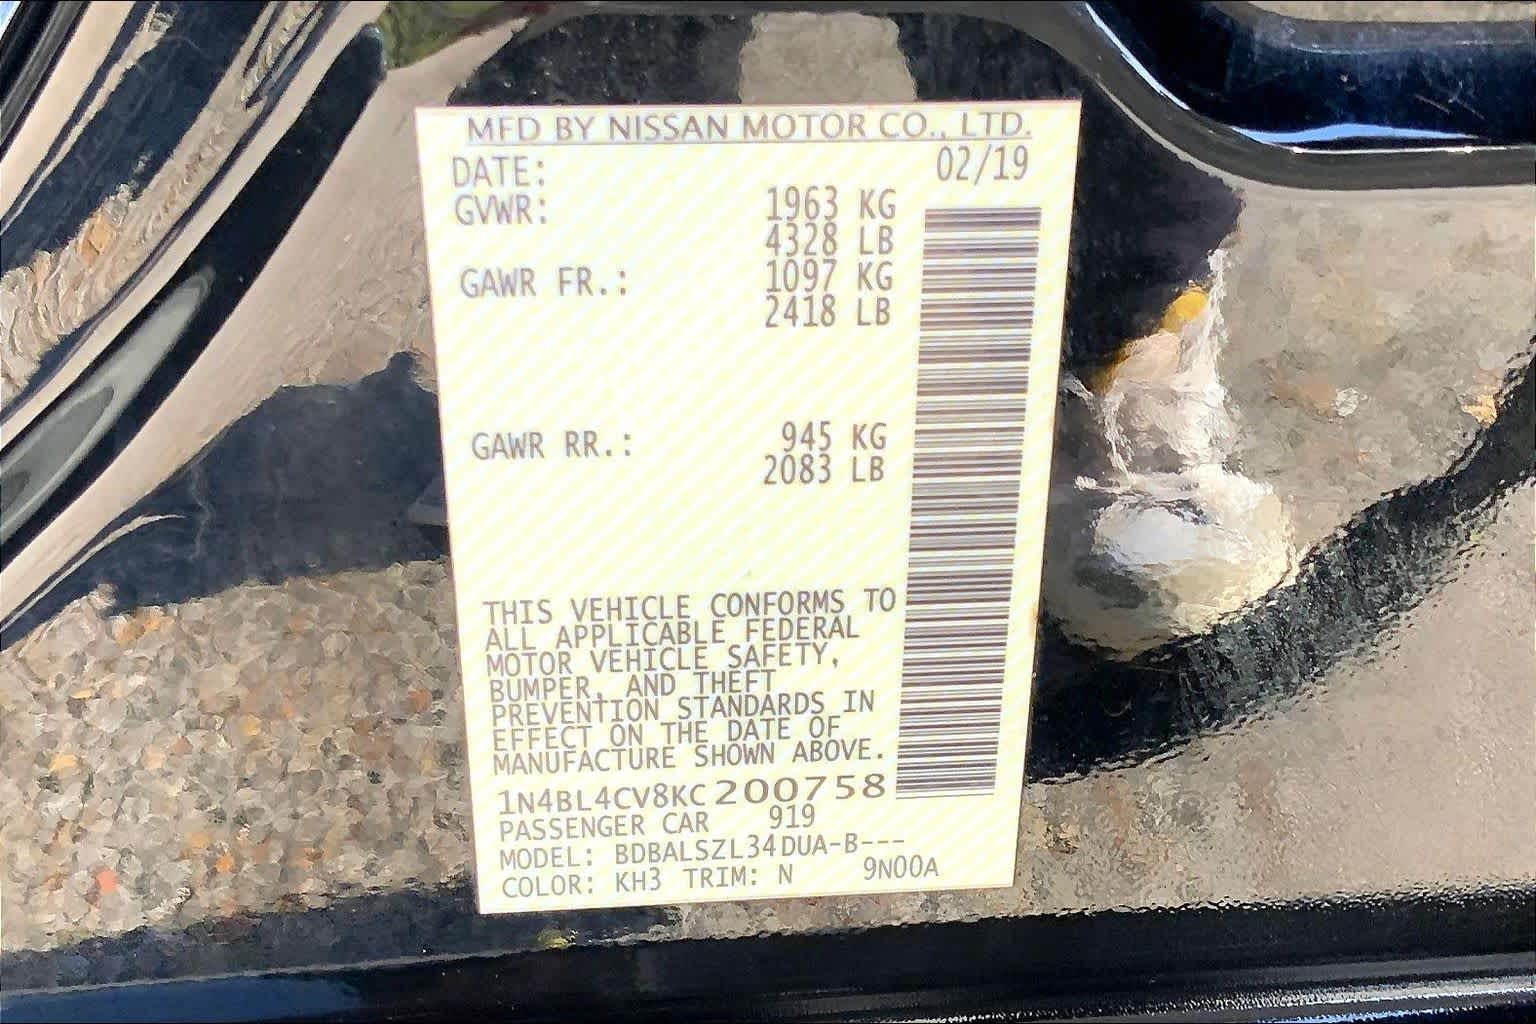 MFD BY NISSAN MOTOR CO., LTD.
DATE: 02/19
GVWR: 1963 KG
4328 LB
GAWR FR.: 1097 KG
2418 LB
GAWR RR.: 945 KG
2083 LB
THIS VEHICLE CONFORMS TO
ALL APPLICABLE FEDERAL
MOTOR VEHICLE SAFETY,
BUMPER, AND THEFT
PREVENTION STANDARDS IN
EFFECT ON THE DATE OF
MANUFACTURE SHOWN ABOVE.
1N4BL4CV8KC200758
PASSENGER CAR 919
MODEL: BDBALSZL34DUA-B---
COLOR: KH3 TRIM: N 9N00A